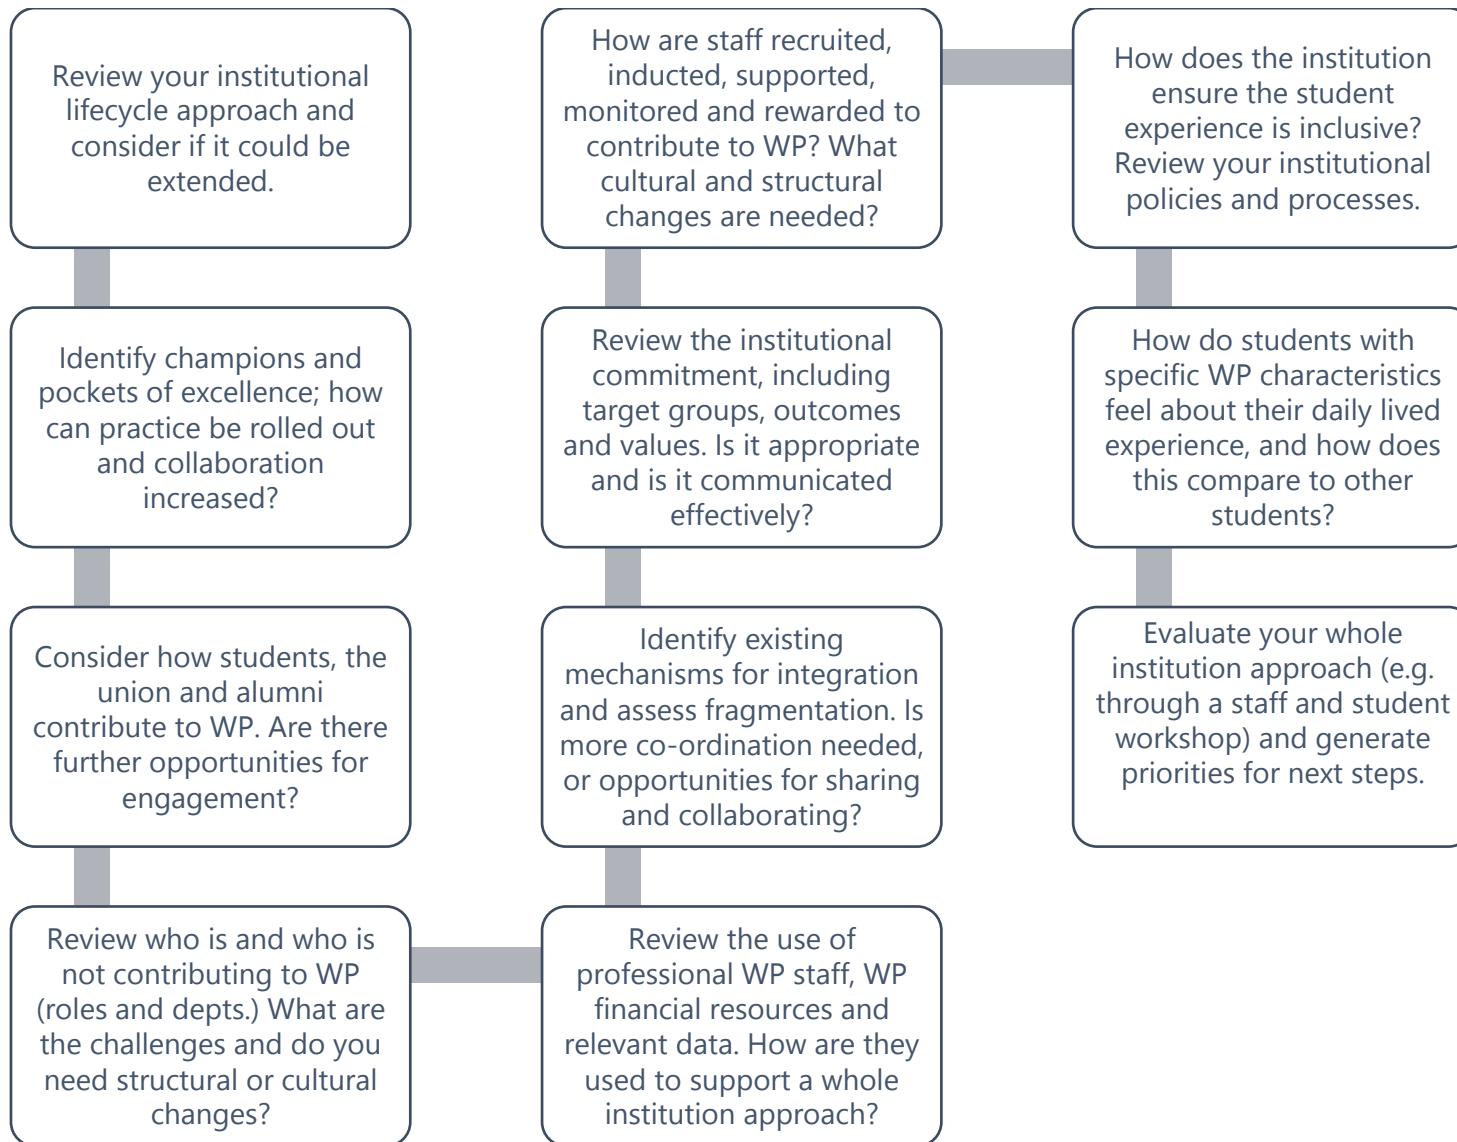 Review your institutional
lifecycle approach and
consider if it could be
extended.
Identify champions and
pockets of excellence; how
can practice be rolled out
and collaboration
increased?
Consider how students, the
union and alumni
contribute to WP. Are there
further opportunities for
engagement?
Review who is and who is
not contributing to WP
(roles and depts.) What are
the challenges and do you
need structural or cultural
changes?
Review the use of
professional WP staff, WP
financial resources and
relevant data. How are they
used to support a whole
institution approach?
Identify existing
mechanisms for integration
and assess fragmentation. Is
more co-ordination needed,
or opportunities for sharing
and collaborating?
Review the institutional
commitment, including
target groups, outcomes
and values. Is it appropriate
and is it communicated
effectively?
How are staff recruited,
inducted, supported,
monitored and rewarded to
contribute to WP? What
cultural and structural
changes are needed?
How does the institution
ensure the student
experience is inclusive?
Review your institutional
policies and processes.
How do students with
specific WP characteristics
feel about their daily lived
experience, and how does
this compare to other
students?
Evaluate your whole
institution approach (e.g.
through a staff and student
workshop) and generate
priorities for next steps.